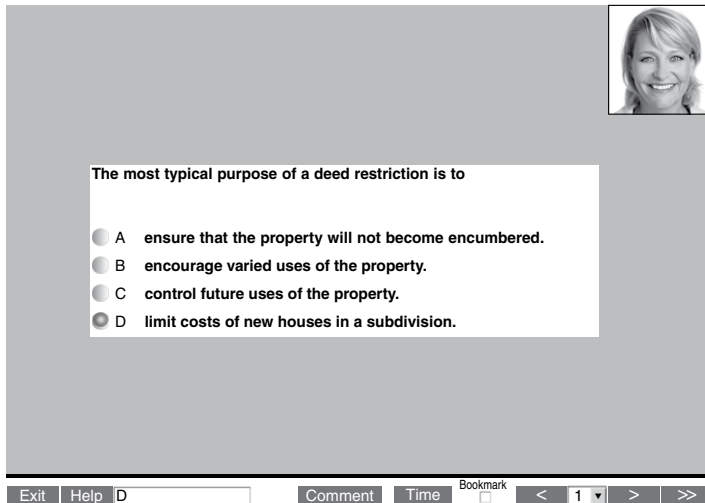 The most typical purpose of a deed restriction is to
A ensure that the property will not become encumbered.
B encourage varied uses of the property.
C control future uses of the property.
D limit costs of new houses in a subdivision.
Exit Help D Comment Time Bookmark < 1 > >>